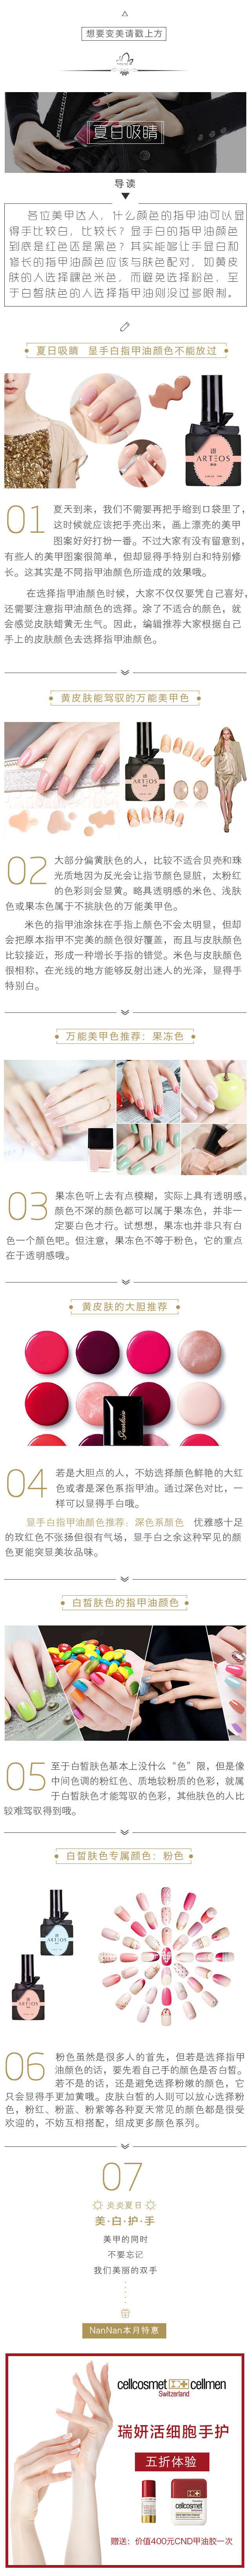 想要变美请戳上方
夏日吸睛
导读
各位美甲达人，什么颜色的指甲油可以显
得手比较白，比较长？显手白的指甲油颜色
到底是红色还是黑色？其实能够让手显白和
修长的指甲油颜色应该与肤色配对，如黄皮
肤的人选择裸色米色，而避免选择粉色，至
于白皙肤色的人选择指甲油则没过多限制。
夏日吸睛 显手白指甲油颜色不能放过
ARTEOS
01
夏天到来，我们不需要再把手缩到口袋里了，
这时候就应该把手亮出来，画上漂亮的美甲
图案好好打扮一番。不过大家有没有留意到，
有些人的美甲图案很简单，但却显得手特别白和特别修
长。这其实是不同指甲油颜色所造成的效果哦。
在选择指甲油颜色时候，大家不仅仅要凭自己喜好，
还需要注意指甲油颜色的选择。涂了不适合的颜色，就
会感觉皮肤蜡黄无生气。因此，编辑推荐大家根据自己
手上的皮肤颜色去选择指甲油颜色。
黄皮肤能驾驭的万能美甲色
ARTEOS
02
大部分偏黄肤色的人，比较不适合贝壳和珠
光质地因为反光会让指节颜色显脏，太粉红
的色彩则会显黄。略具透明感的米色、浅肤
色或果冻色属于不挑肤色的万能美甲色。
米色的指甲油涂抹在手指上颜色不会太明显，但却
会把原本指甲不完美的颜色很好覆盖，而且与皮肤颜色
比较接近，形成一种增长手指的错觉。米色与皮肤颜色
很相称，在光线的地方能够反射出迷人的光泽，显得手
特别白。
万能美甲色推荐：果冻色
03
果冻色听上去有点模糊，实际上具有透明感，
颜色不深的颜色都可以属于果冻色，并非一
定要白色才行。试想想，果冻也并非只有白
色一个颜色吧。但注意，果冻色不等于粉色，它的重点
在于透明感哦。
黄皮肤的大胆推荐
04
若是大胆点的人，不妨选择颜色鲜艳的大红
色或者是深色系指甲油。通过深色对比，一
样可以显得手白哦。
显手白指甲油颜色推荐：深色系颜色 优雅感十足
的玫红色不张扬但很有气场，显手白之余这种罕见的颜
色更能突显美妆品味。
白皙肤色的指甲油颜色
05
至于白皙肤色基本上没什么“色”限，但是像
中间色调的粉红色、质地较粉质的色彩，就属
于白皙肤色才能驾驭的色彩，其他肤色的人比
较难驾驭得到哦。
白皙肤色专属颜色：粉色
ARTEOS
ARTEOS
06
粉色虽然是很多人的首先，但若是选择指甲
油颜色的话，要先看自己手的颜色是否白皙。
若不是的话，还是避免选择粉嫩的颜色，它
只会显得手更加黄哦。皮肤白皙的人则可以放心选择粉
色，粉红、粉蓝、粉紫等各种夏天常见的颜色都是很受
欢迎的，不妨互相搭配，组成更多颜色系列。
07
炎炎夏日
美·白·护·手
美甲的同时
不要忘记
我们美丽的双手
NanNan本月特惠
cellcosmet cellmen
Switzerland
瑞妍活细胞手护
五折体验
cellcosmet
赠送：价值400元CND甲油胶一次